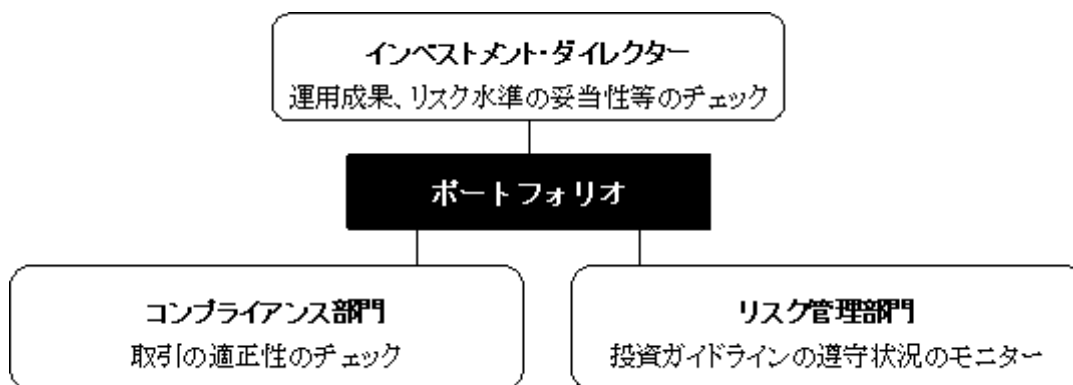 インベストメント・ダイレクター
運用成果、リスク水準の妥当性等のチェック
ポートフォリオ
コンプライアンス部門
取引の適正性のチェック
リスク管理部門
投資ガイドラインの遵守状況のモニター